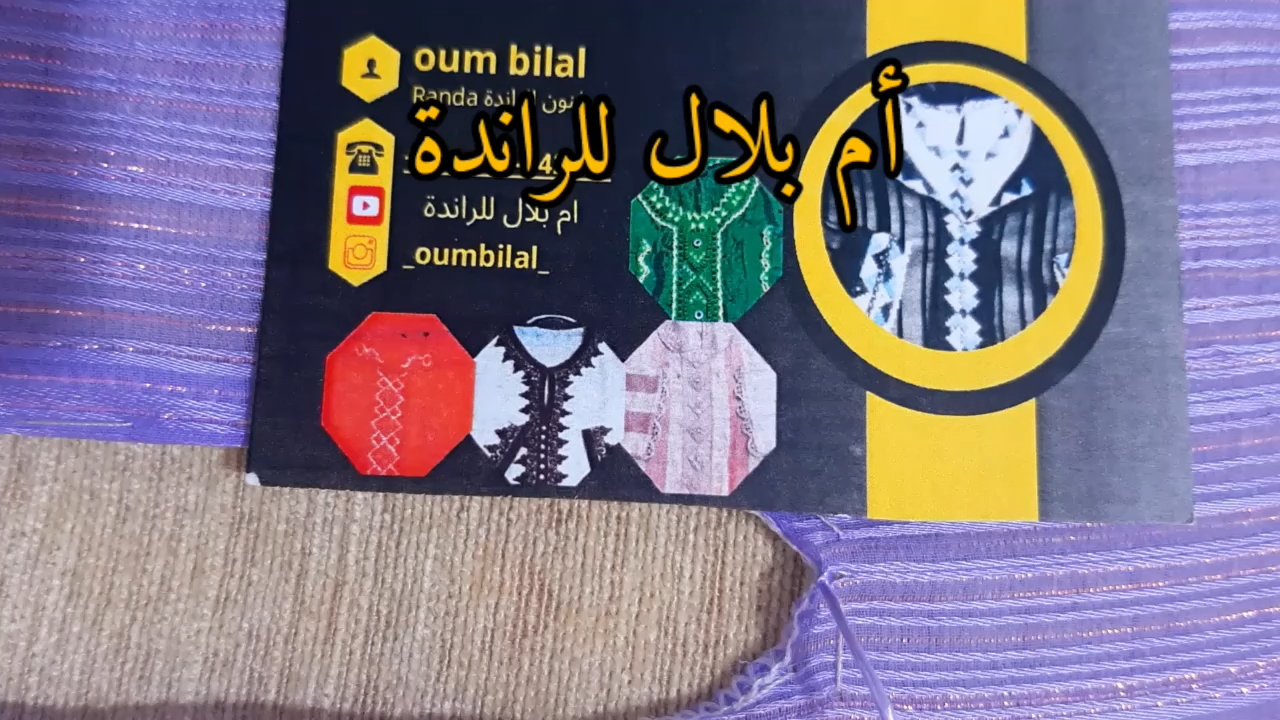 oum bilal
Randa
أم بلال للراندة
ام بلال للراندة
_oumbilal_